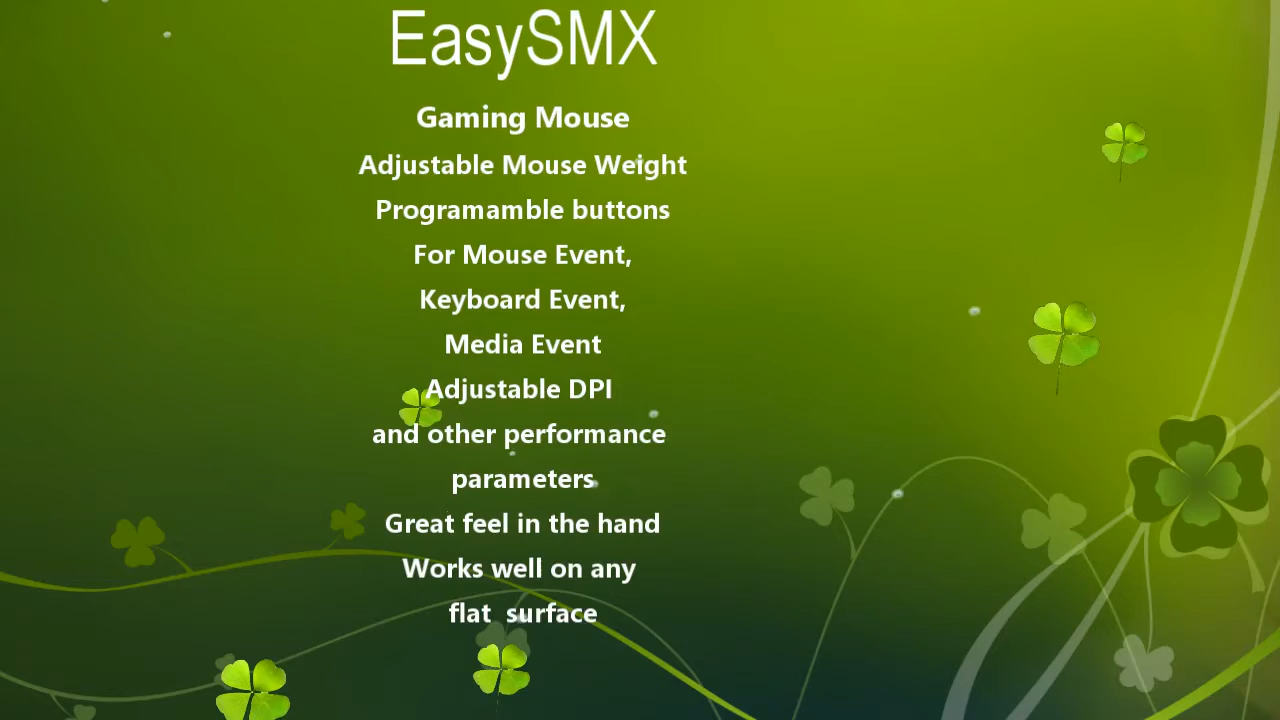 EasySMX
Gaming Mouse
Adjustable Mouse Weight
Programamble buttons
For Mouse Event,
Keyboard Event,
Media Event
Adjustable DPI
and other performance
parameters
Great feel in the hand
Works well on any
flat  surface